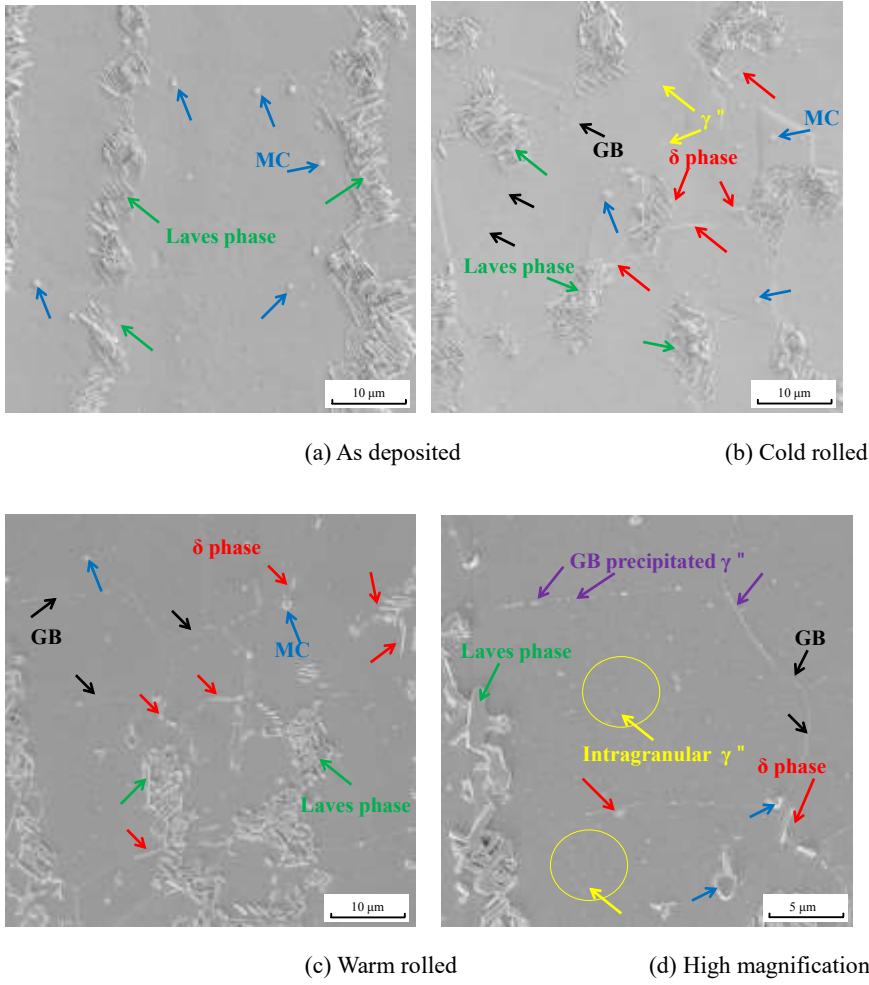 MC
Laves phase
10 μm
(a) As deposited
γ "
MC
GB
δ phase
Laves phase
10 μm
(b) Cold rolled
δ phase
GB
MC
Laves phase
10 μm
(c) Warm rolled
GB precipitated γ "
GB
Laves phase
Intragranular γ "
δ phase
5 μm
(d) High magnification